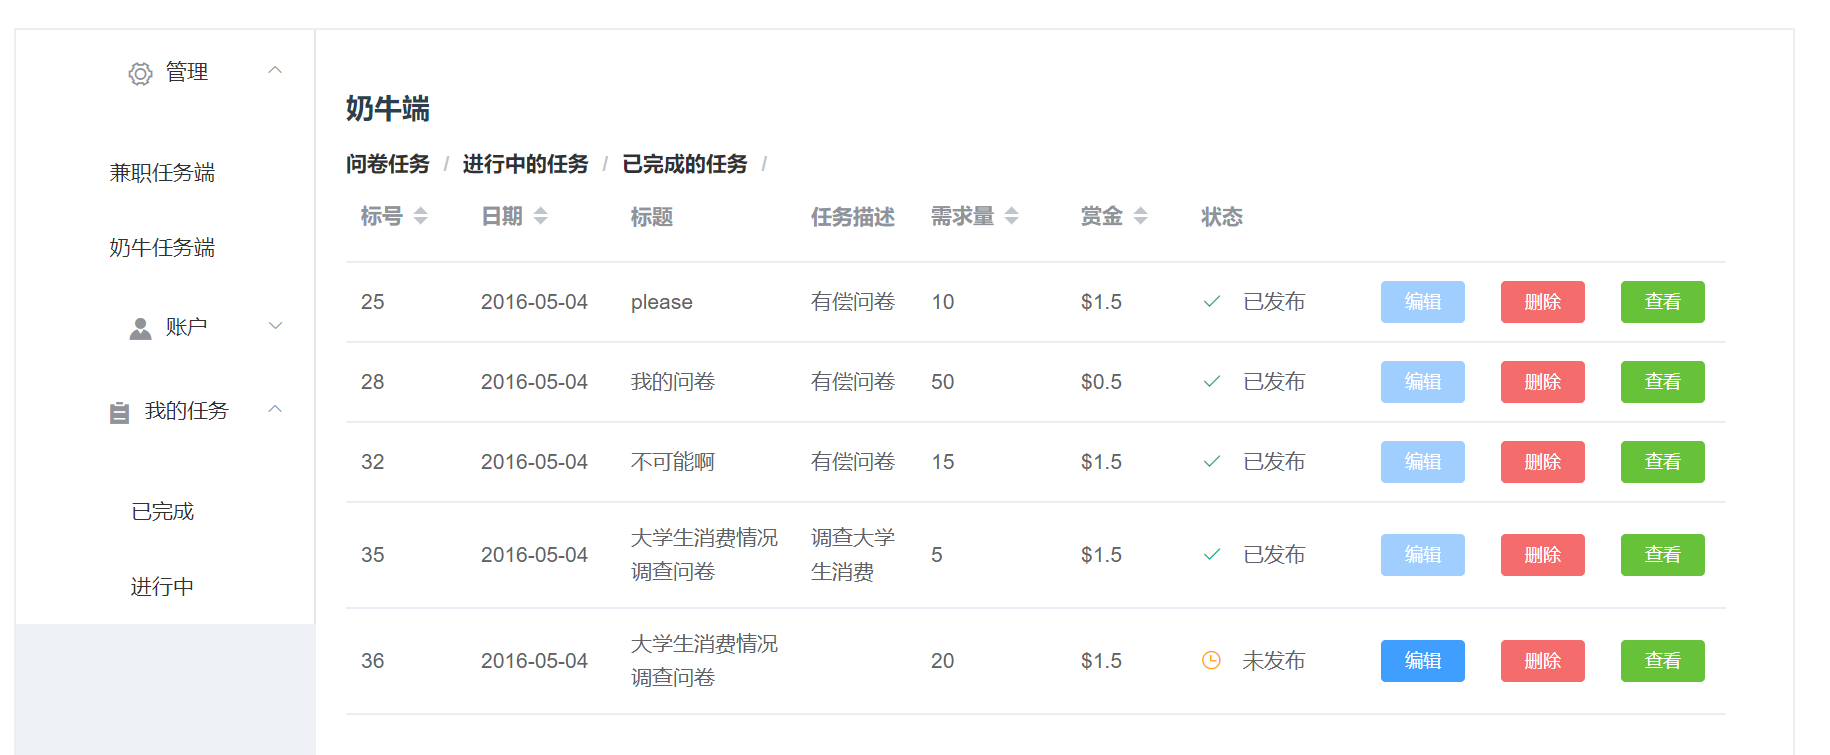 管理
兼职任务端
奶牛任务端
账户
我的任务
已完成
进行中
奶牛端
问卷任务 / 进行中的任务 / 已完成的任务 /
标号 日期 标题 任务描述 需求量 赏金 状态
25 2016-05-04 please 有偿问卷 10 $1.5 已发布 编辑 删除 查看
28 2016-05-04 我的问卷 有偿问卷 50 $0.5 已发布 编辑 删除 查看
32 2016-05-04 不可能啊 有偿问卷 15 $1.5 已发布 编辑 删除 查看
35 2016-05-04 大学生消费情况 调查大学 5 $1.5 已发布 编辑 删除 查看
调查问卷 生消费
36 2016-05-04 大学生消费情况 20 $1.5 未发布 编辑 删除 查看
调查问卷